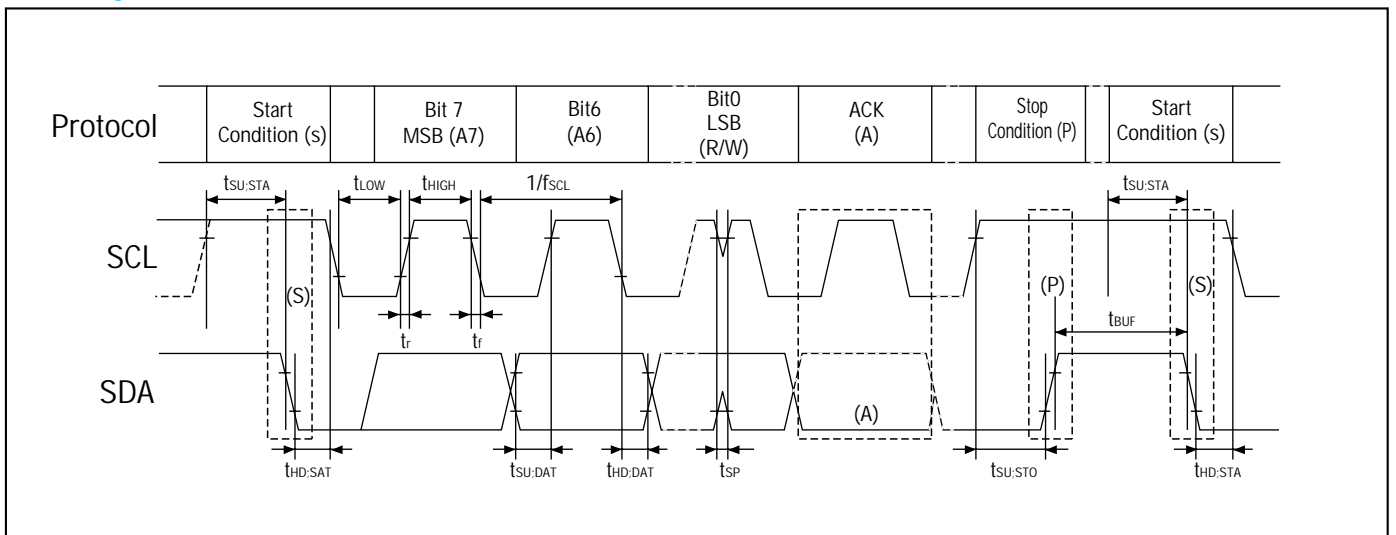 Protocol
Start
Condition (s)
Bit 7
MSB (A7)
Bit6
(A6)
Bit0
LSB
(R/W)
ACK
(A)
Stop
Condition (P)
Start
Condition (s)
tSU;STA
tLOW
tHIGH
1/fSCL
tSU;STA
SCL
(S)
(P)
(S)
tr
tf
tBUF
SDA
(A)
tHD;SAT
tSU;DAT
tHD;DAT
tSP
tSU;STO
tHD;STA